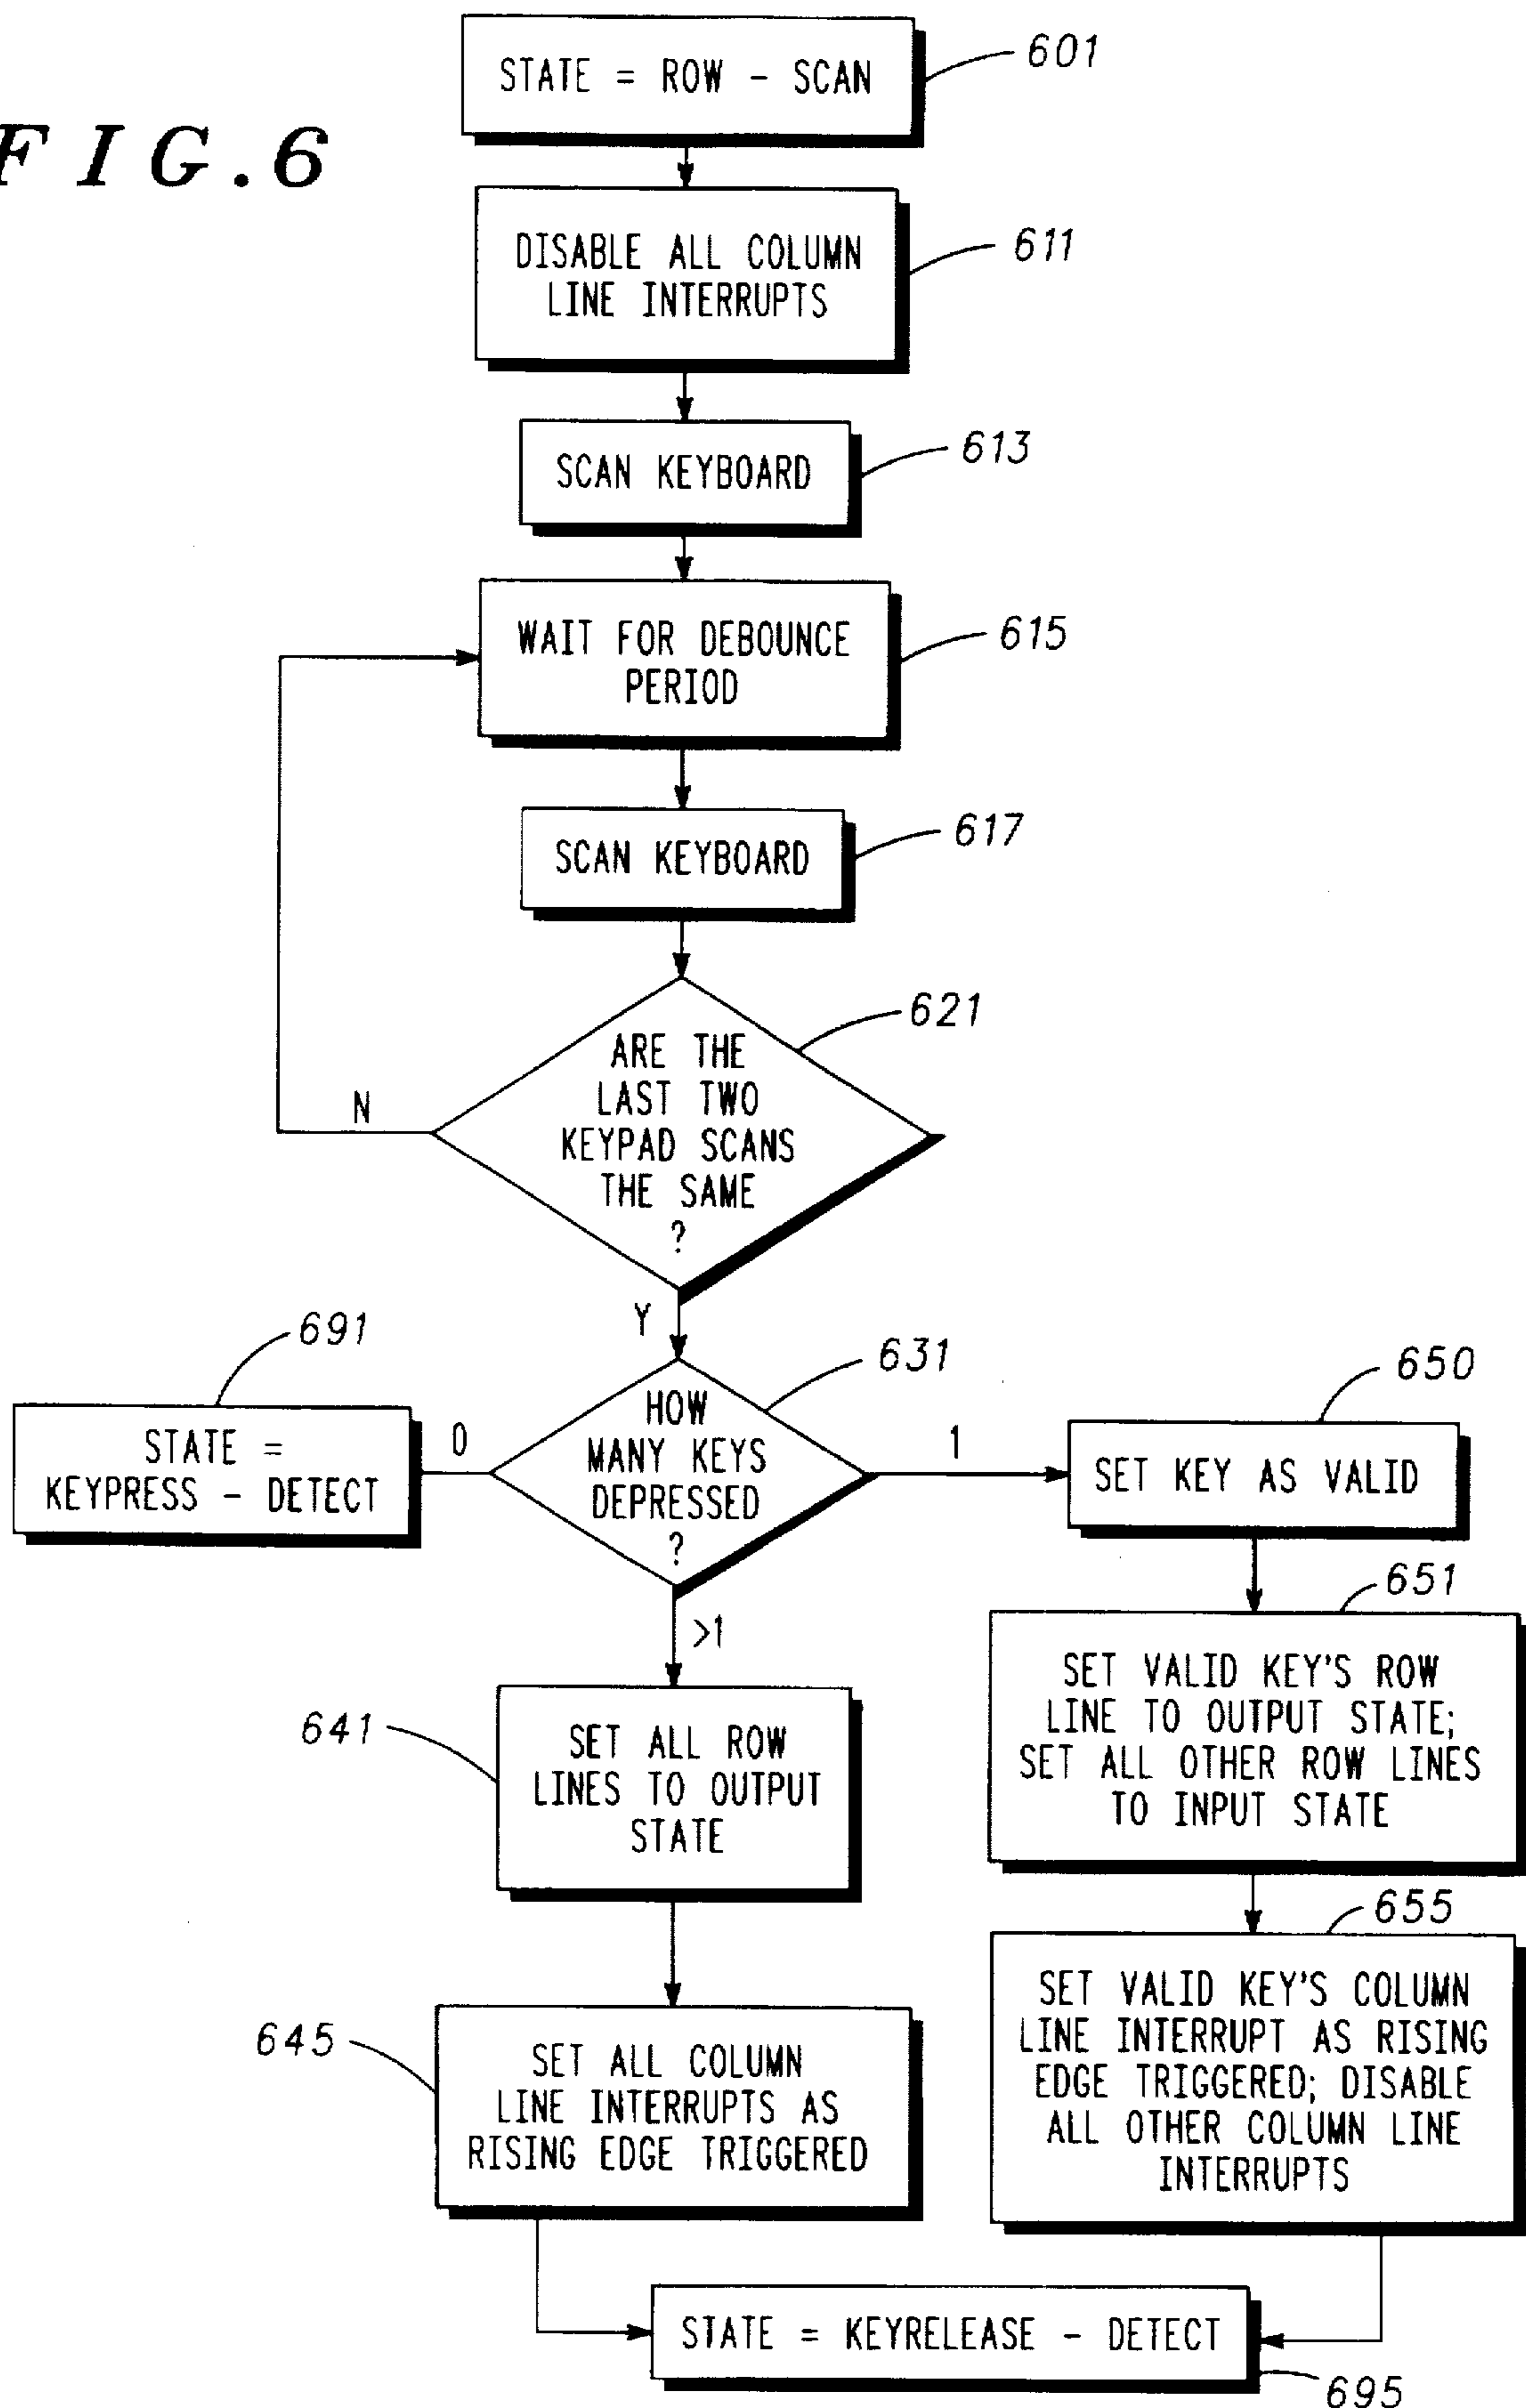 FIG.6
STATE = ROW - SCAN
601
DISABLE ALL COLUMN
LINE INTERRUPTS
611
SCAN KEYBOARD
613
WAIT FOR DEBOUNCE
PERIOD
615
SCAN KEYBOARD
617
ARE THE
LAST TWO
KEYPAD SCANS
THE SAME
?
621
N
Y
691
STATE =
KEYPRESS - DETECT
0
HOW
MANY KEYS
DEPRESSED
?
631
1
650
SET KEY AS VALID
>1
651
SET VALID KEY'S ROW
LINE TO OUTPUT STATE;
SET ALL OTHER ROW LINES
TO INPUT STATE
641
SET ALL ROW
LINES TO OUTPUT
STATE
655
SET VALID KEY'S COLUMN
LINE INTERRUPT AS RISING
EDGE TRIGGERED; DISABLE
ALL OTHER COLUMN LINE
INTERRUPTS
645
SET ALL COLUMN
LINE INTERRUPTS AS
RISING EDGE TRIGGERED
STATE = KEYRELEASE - DETECT
695